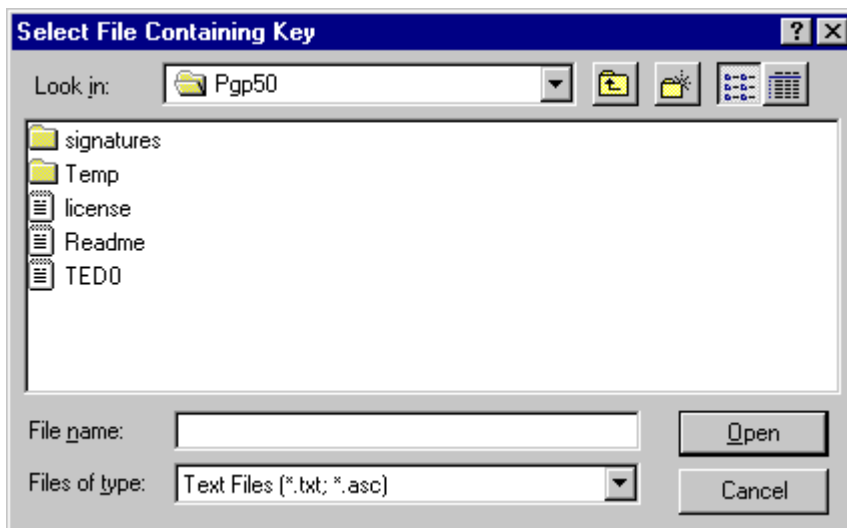 Select File Containing Key
Look in: Pgp50
signatures
Temp
license
Readme
TED0
File name:
Open
Files of type: Text Files (*.txt; *.asc)
Cancel